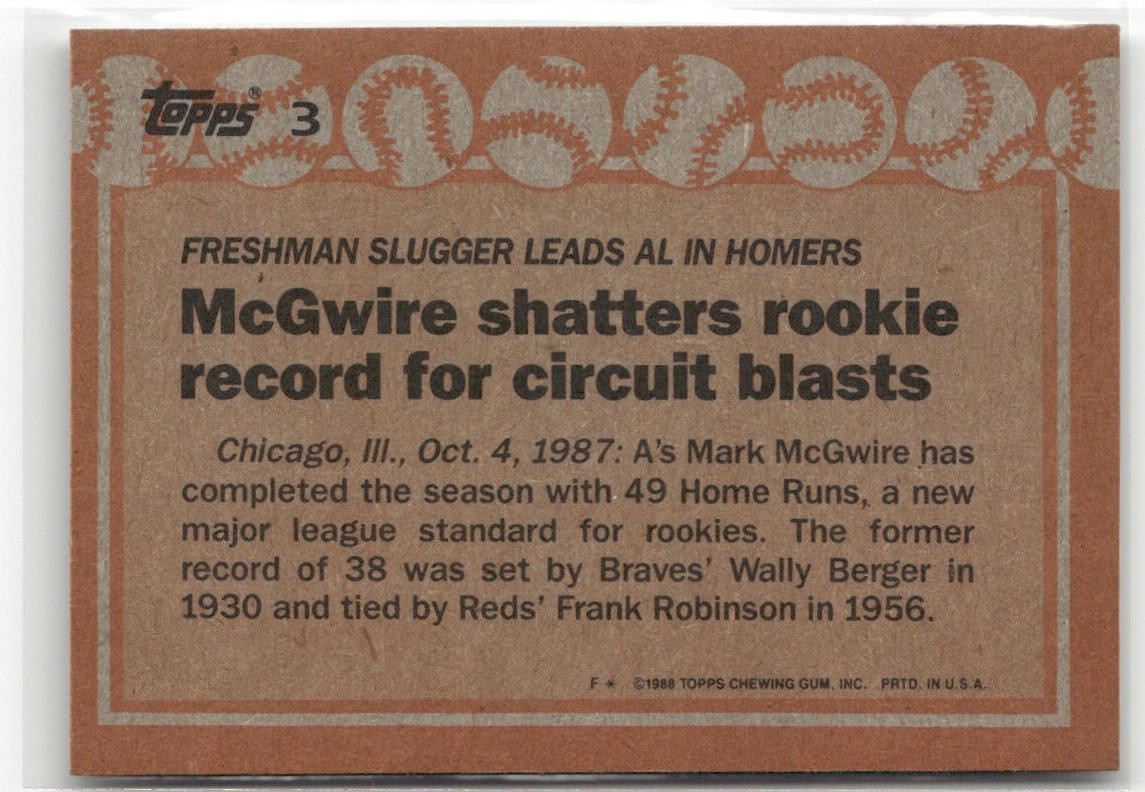 TOPPS® 3
FRESHMAN SLUGGER LEADS AL IN HOMERS
McGwire shatters rookie
record for circuit blasts
Chicago, Ill., Oct. 4, 1987: A's Mark McGwire has
completed the season with 49 Home Runs, a new
major league standard for rookies. The former
record of 38 was set by Braves' Wally Berger in
1930 and tied by Reds' Frank Robinson in 1956.
F * ©1988 TOPPS CHEWING GUM, INC. PRTD. IN U.S.A.